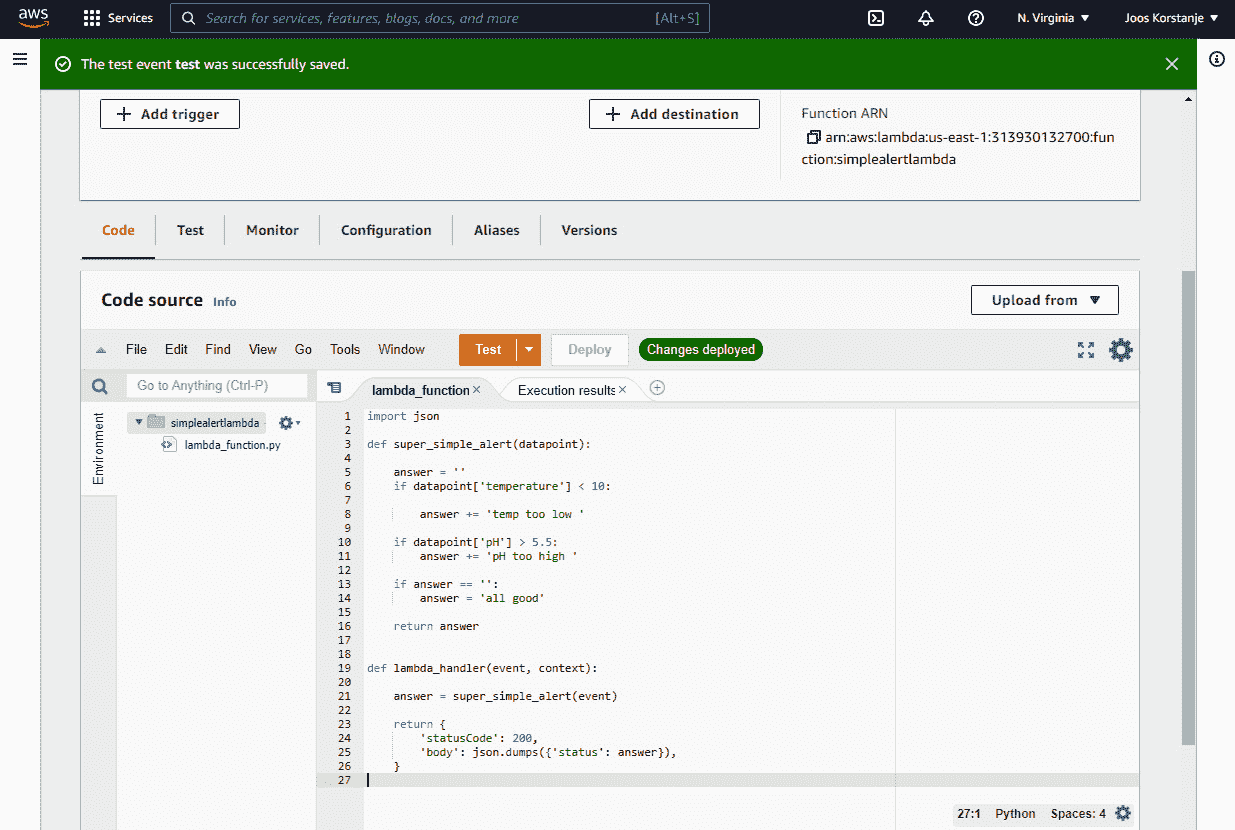 aws
Services
Search for services, features, blogs, docs, and more
[Alt+S]
N. Virginia
Joos Korstanje
The test event test was successfully saved.
Add trigger
Add destination
Function ARN
arn:aws:lambda:us-east-1:313930132700:fun
ction:simplealertlambda
Code
Test
Monitor
Configuration
Aliases
Versions
Code source
Info
Upload from
File
Edit
Find
View
Go
Tools
Window
Test
Deploy
Changes deployed
Go to Anything (Ctrl-P)
lambda_function
Execution results
Environment
simplealertlambda
lambda_function.py
1 import json
2
3 def super_simple_alert(datapoint):
4
5     answer = ''
6     if datapoint['temperature'] < 10:
7
8         answer += 'temp too low '
9
10     if datapoint['pH'] > 5.5:
11         answer += 'pH too high '
12
13     if answer == '':
14         answer = 'all good'
15
16     return answer
17
18
19 def lambda_handler(event, context):
20
21     answer = super_simple_alert(event)
22
23     return {
24         'statusCode': 200,
25         'body': json.dumps({'status': answer}),
26     }
27
27:1
Python
Spaces: 4